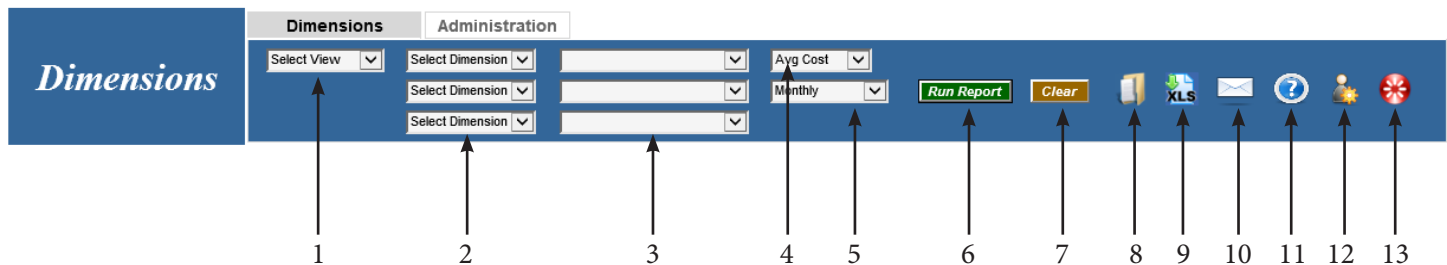 Dimensions Administration
Dimensions
Select View Select Dimension Avg Cost
Select Dimension Monthly Run Report Clear XLS ?
Select Dimension
1 2 3 4 5 6 7 8 9 10 11 12 13